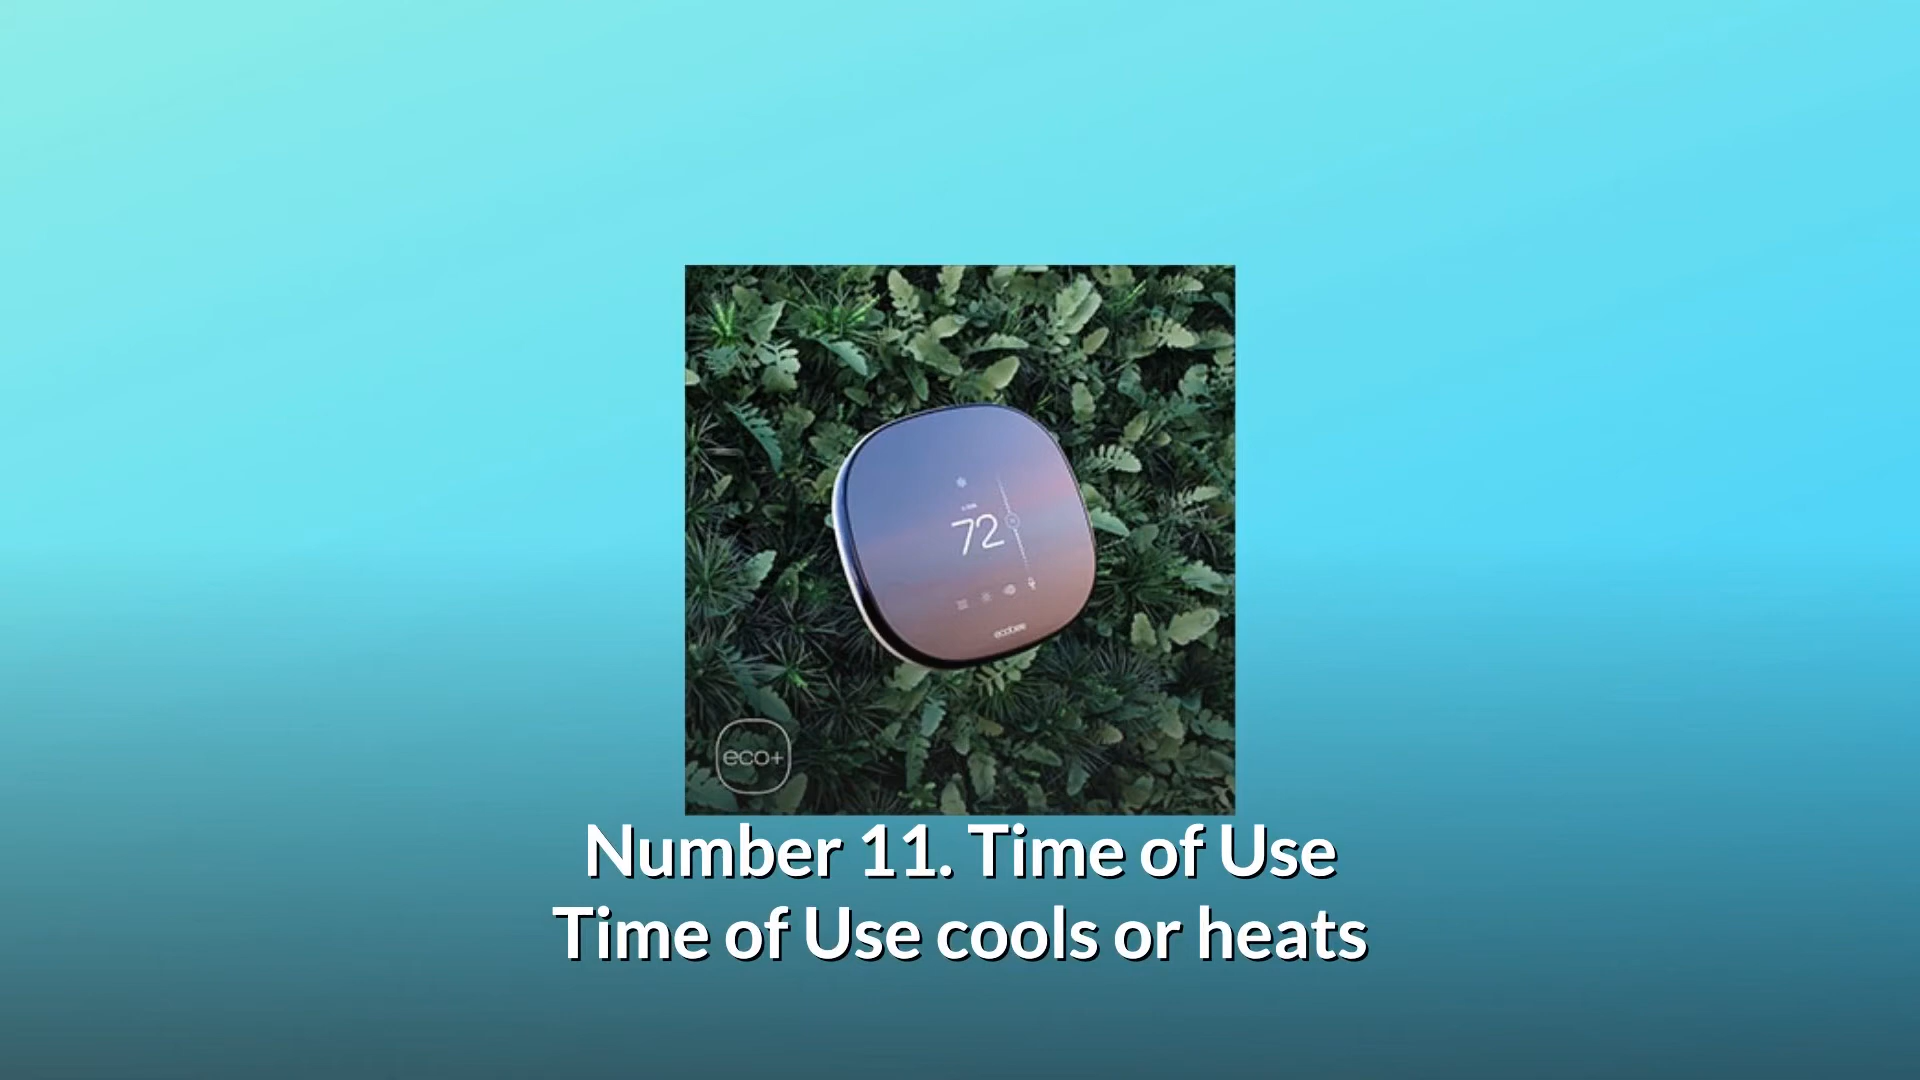 72
ecobee
eco+
Number 11. Time of Use
Time of Use cools or heats